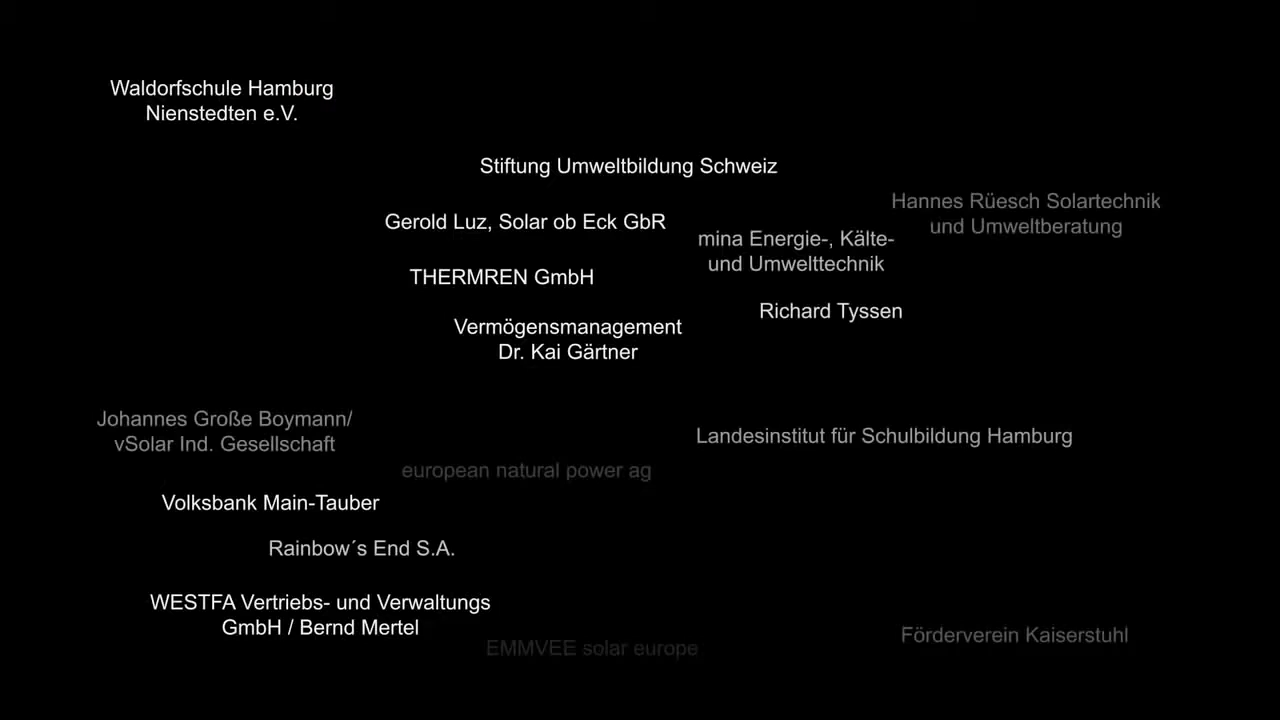 Waldorfschule Hamburg
Nienstedten e.V.
Stiftung Umweltbildung Schweiz
Hannes Rüesch Solartechnik
und Umweltberatung
Gerold Luz, Solar ob Eck GbR
mina Energie-, Kälte-
und Umwelttechnik
THERMREN GmbH
Richard Tyssen
Vermögensmanagement
Dr. Kai Gärtner
Johannes Große Boymann/
vSolar Ind. Gesellschaft
Landesinstitut für Schulbildung Hamburg
european natural power ag
Volksbank Main-Tauber
Rainbow´s End S.A.
WESTFA Vertriebs- und Verwaltungs
GmbH / Bernd Mertel
EMMVEE solar europe
Förderverein Kaiserstuhl